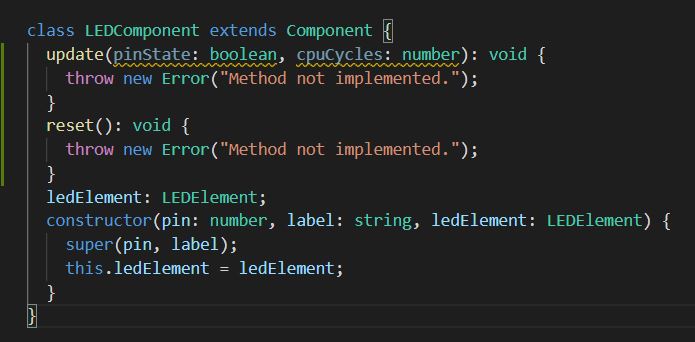 class LEDComponent extends Component {
update(pinState: boolean, cpuCycles: number): void {
throw new Error("Method not implemented.");
}
reset(): void {
throw new Error("Method not implemented.");
}
ledElement: LEDElement;
constructor(pin: number, label: string, ledElement: LEDElement) {
super(pin, label);
this.ledElement = ledElement;
}
}